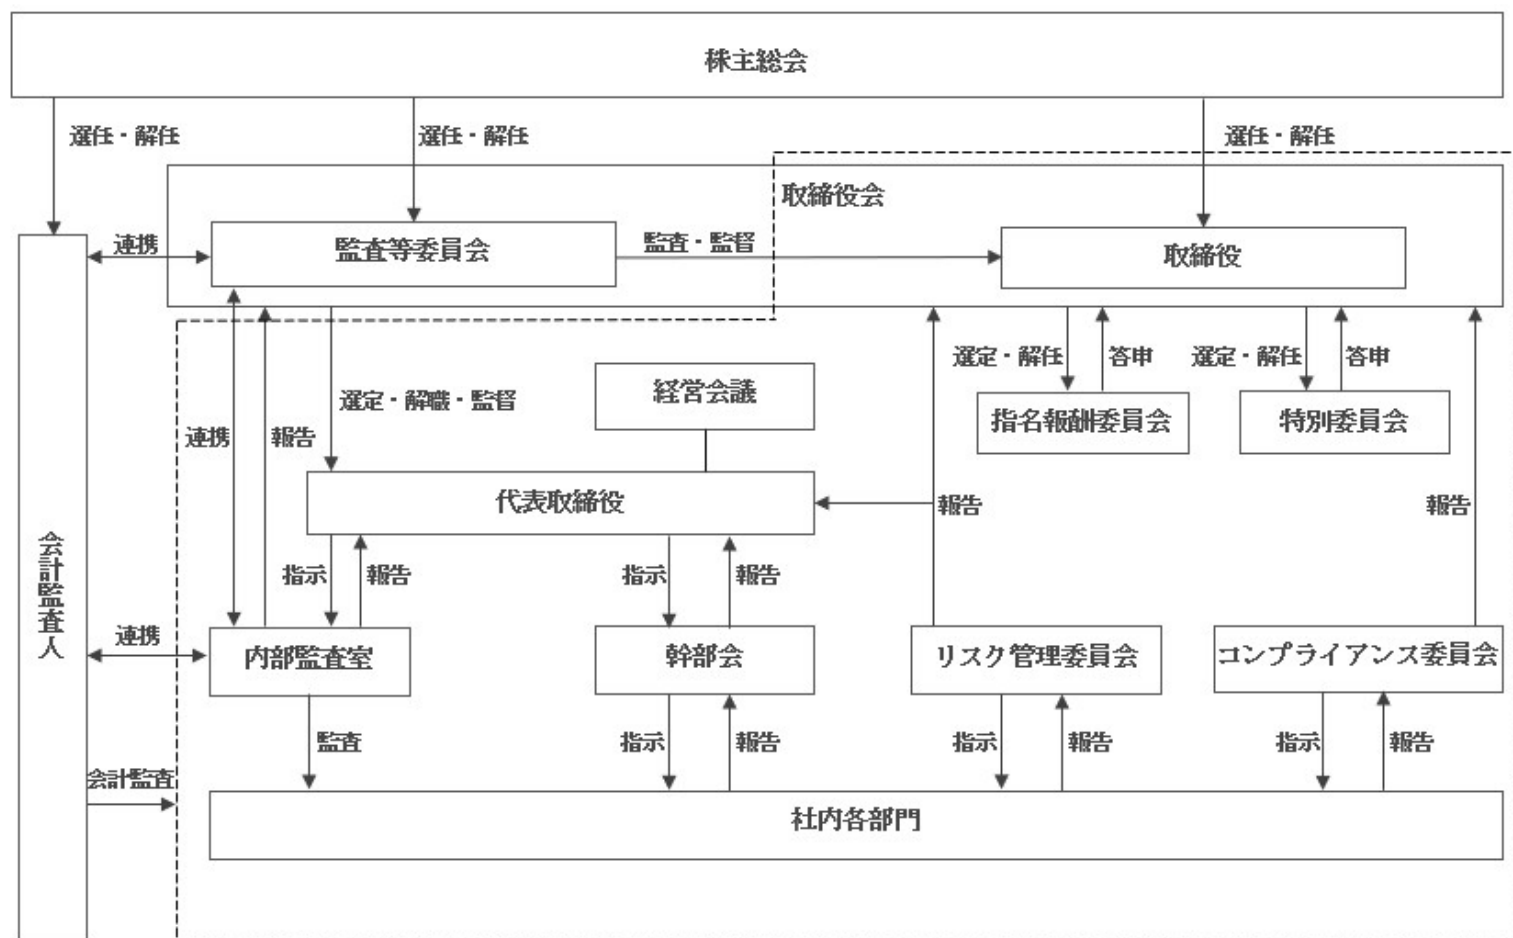 株主総会
選任・解任
選任・解任
選任・解任
取締役会
連携
監査等委員会
監査・監督
取締役
選定・解任
答申
選定・解任
答申
経営会議
選定・解職・監督
指名報酬委員会
特別委員会
連携
報告
代表取締役
報告
報告
会計監査人
指示
報告
指示
報告
連携
内部監査室
幹部会
リスク管理委員会
コンプライアンス委員会
監査
指示
報告
指示
報告
指示
報告
会計監査
社内各部門